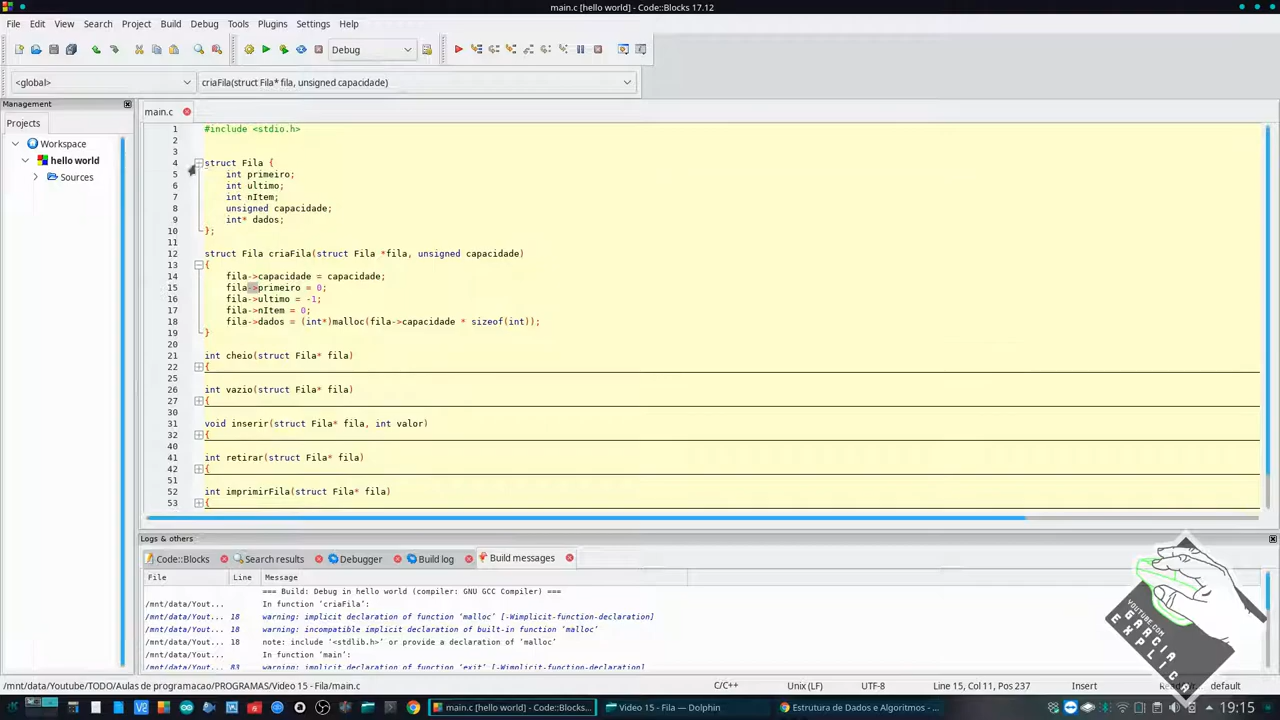 main.c [hello world] - Code::Blocks 17.12
File Edit View Search Project Build Debug Tools Plugins Settings Help
Debug
<global> criaFila(struct Fila* fila, unsigned capacidade)
Management
Projects
Workspace
hello world
Sources
main.c
1 #include <stdio.h>
2
3
4 struct Fila {
5 int primeiro;
6 int ultimo;
7 int nItem;
8 unsigned capacidade;
9 int* dados;
10 };
11
12 struct Fila criaFila(struct Fila *fila, unsigned capacidade)
13 {
14 fila->capacidade = capacidade;
15 fila->primeiro = 0;
16 fila->ultimo = -1;
17 fila->nItem = 0;
18 fila->dados = (int*)malloc(fila->capacidade * sizeof(int));
19 }
20
21 int cheio(struct Fila* fila)
22 {
25
26 int vazio(struct Fila* fila)
27 {
30
31 void inserir(struct Fila* fila, int valor)
32 {
40
41 int retirar(struct Fila* fila)
42 {
51
52 int imprimirFila(struct Fila* fila)
53 {
Logs & others
Code::Blocks Search results Debugger Build log Build messages
File Line Message
=== Build: Debug in hello world (compiler: GNU GCC Compiler) ===
/mnt/data/Yout... In function 'criaFila':
/mnt/data/Yout... 18 warning: implicit declaration of function 'malloc' [-Wimplicit-function-declaration]
/mnt/data/Yout... 18 warning: incompatible implicit declaration of built-in function 'malloc'
/mnt/data/Yout... 18 note: include '<stdlib.h>' or provide a declaration of 'malloc'
/mnt/data/Yout... In function 'main':
/mnt/data/Yout... 83 warning: implicit declaration of function 'exit' [-Wimplicit-function-declaration]
YOUTUBE.COM
GARCIA
EXPLICA
/mnt/data/Youtube/TODO/Aulas de programacao/PROGRAMAS/Video 15 - Fila/main.c C/C++ Unix (LF) UTF-8 Line 15, Col 11, Pos 237 Insert default
main.c [hello world] - Code::Blocks... Video 15 - Fila — Dolphin Estrutura de Dados e Algoritmos - ... 19:15